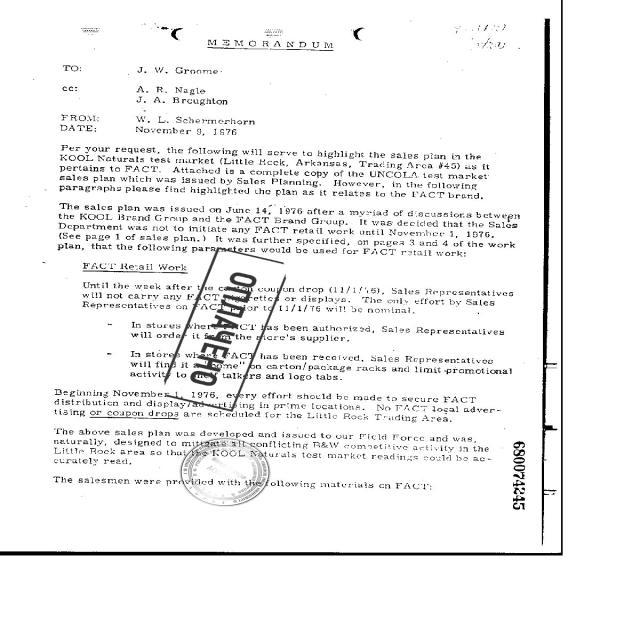 MEMORANDUM
TO: J. W. Groome
cc: A. R. Nagle
J. A. Broughton
FROM: W. L. Schermerhorn
DATE: November 9, 1976
Per your request, the following will serve to highlight the sales plan in the
KOOL Naturals test market (Little Rock, Arkansas, Trading Area #45) as it
pertains to FACT. Attached is a complete copy of the UNCOLA test market
sales plan which was issued by Sales Planning. However, in the following
paragraphs please find highlighted the plan as it relates to the FACT brand.
The sales plan was issued on June 14, 1976 after a myriad of discussions between
the KOOL Brand Group and the FACT Brand Group. It was decided that the Sales
Department was not to initiate any FACT retail work until November 1, 1976.
(See page 1 of sales plan.) It was further specified, on pages 3 and 4 of the work
plan, that the following parameters would be used for FACT retail work:
FACT Retail Work
Until the week after the carton coupon drop (11/1/76), Sales Representatives
will not carry any FACT cigarettes or displays. The only effort by Sales
Representatives on FACT prior to 11/1/76 will be nominal.
- In stores where FACT has been authorized, Sales Representatives
will order it from the store's supplier.
- In stores where FACT has been received, Sales Representatives
will find it a "home" on carton/package racks and limit promotional
activity to shelf talkers and logo tabs.
ОПЛАЧЕНО
Beginning November 1, 1976, every effort should be made to secure FACT
distribution and display/advertising in prime locations. No FACT local adver-
tising or coupon drops are scheduled for the Little Rock Trading Area.
The above sales plan was developed and issued to our Field Force and was,
naturally, designed to mitigate all conflicting B&W competitive activity in the
Little Rock area so that the KOOL Naturals test market readings could be ac-
curately read.
The salesmen were provided with the following materials on FACT:
680074245